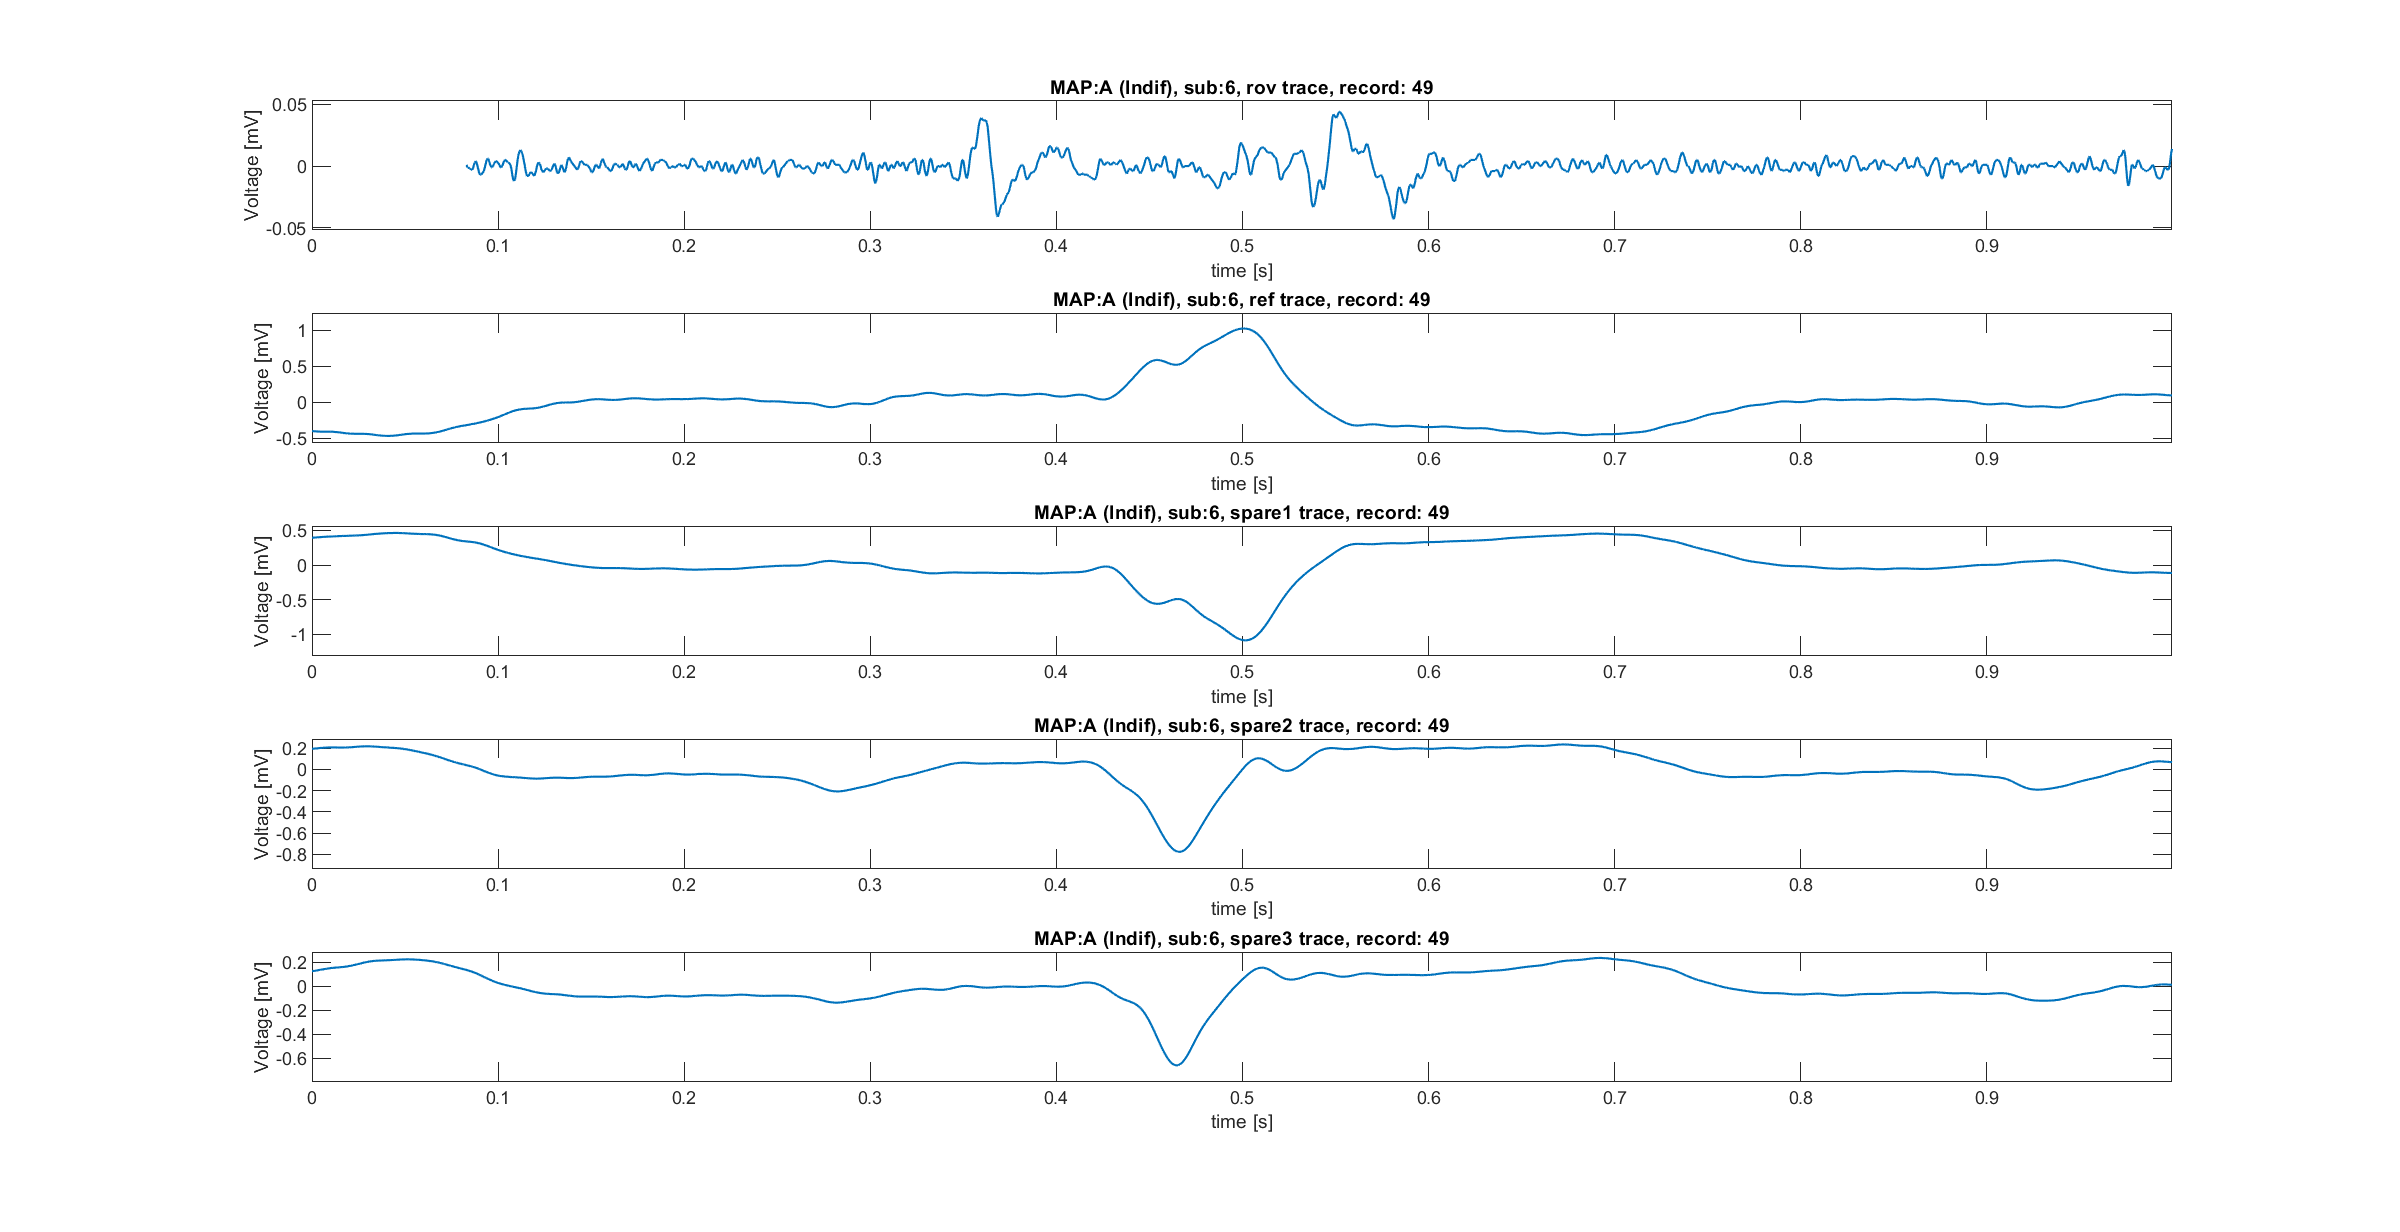 MAP:A (Indif), sub:6, rov trace, record: 49
Voltage [mV]
0.05
0
-0.05
0 0.1 0.2 0.3 0.4 0.5 0.6 0.7 0.8 0.9
time [s]
MAP:A (Indif), sub:6, ref trace, record: 49
Voltage [mV]
1
0.5
0
-0.5
0 0.1 0.2 0.3 0.4 0.5 0.6 0.7 0.8 0.9
time [s]
MAP:A (Indif), sub:6, spare1 trace, record: 49
Voltage [mV]
0.5
0
-0.5
-1
0 0.1 0.2 0.3 0.4 0.5 0.6 0.7 0.8 0.9
time [s]
MAP:A (Indif), sub:6, spare2 trace, record: 49
Voltage [mV]
0.2
0
-0.2
-0.4
-0.6
-0.8
0 0.1 0.2 0.3 0.4 0.5 0.6 0.7 0.8 0.9
time [s]
MAP:A (Indif), sub:6, spare3 trace, record: 49
Voltage [mV]
0.2
0
-0.2
-0.4
-0.6
0 0.1 0.2 0.3 0.4 0.5 0.6 0.7 0.8 0.9
time [s]